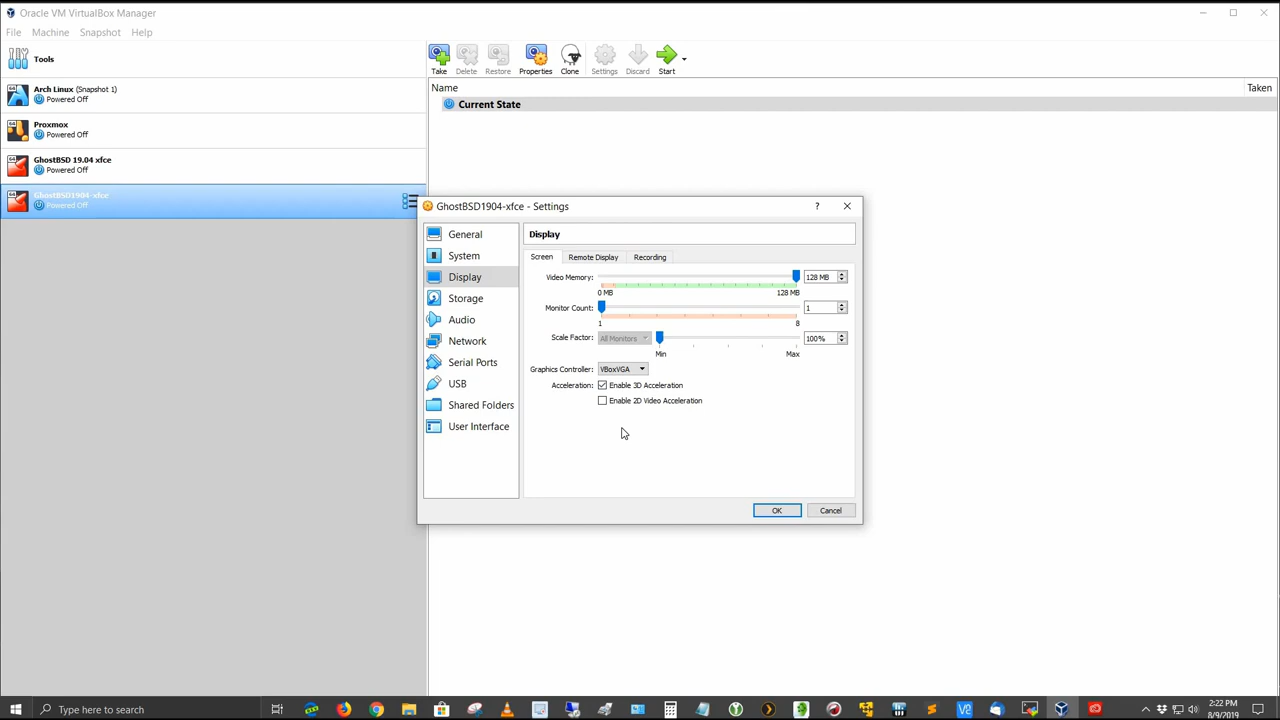 Oracle VM VirtualBox Manager
File Machine Snapshot Help
Tools
Arch Linux (Snapshot 1)
Powered Off
Proxmox
Powered Off
GhostBSD 19.04 xfce
Powered Off
GhostBSD1904-xfce
Powered Off
Take Delete Restore Properties Clone Settings Discard Start
Name Taken
Current State
GhostBSD1904-xfce - Settings
General
System
Display
Storage
Audio
Network
Serial Ports
USB
Shared Folders
User Interface
Display
Screen Remote Display Recording
Video Memory: 128 MB
0 MB 128 MB
Monitor Count: 1
1 8
Scale Factor: All Monitors 100%
Min Max
Graphics Controller: VBoxVGA
Acceleration: Enable 3D Acceleration
Enable 2D Video Acceleration
OK Cancel
Type here to search
2:22 PM
8/9/2019